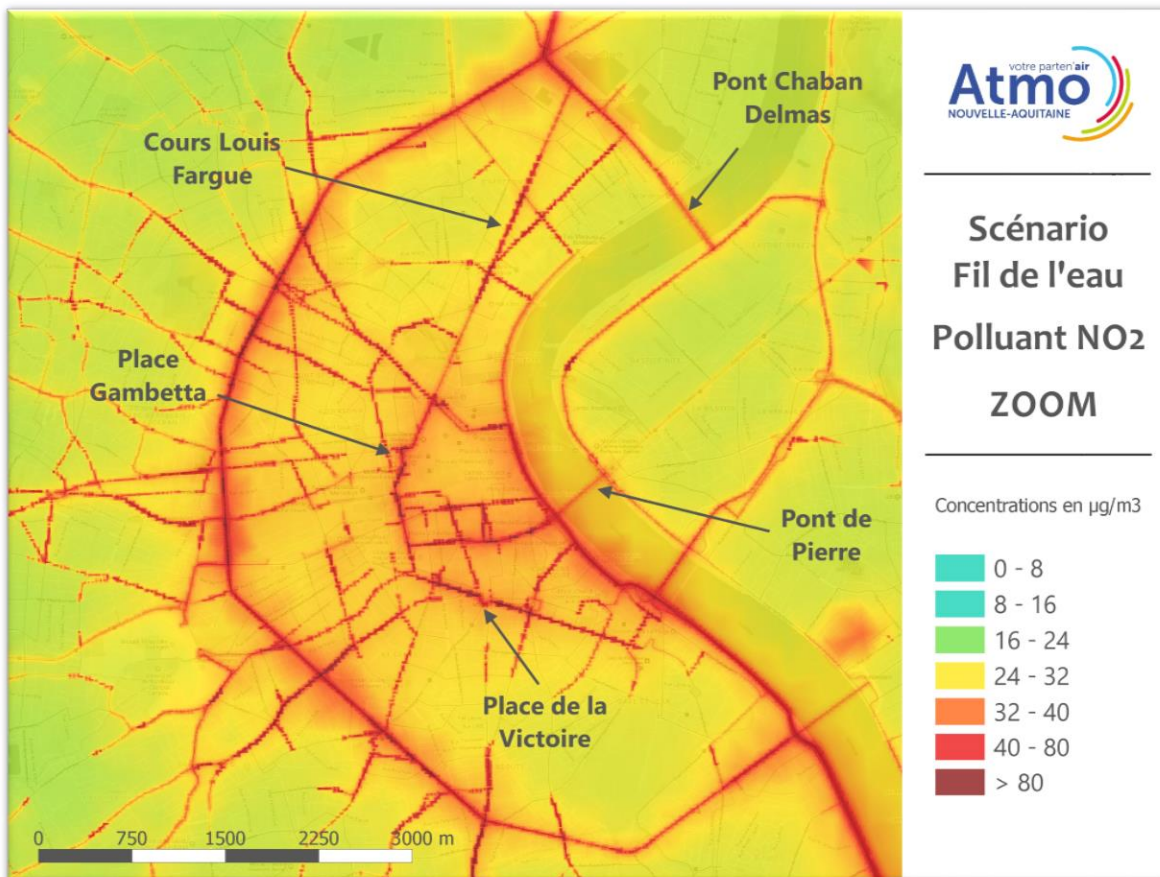 Pont Chaban
Delmas
Cours Louis
Fargue
Place
Gambetta
Pont de
Pierre
Place de la
Victoire
0 750 1500 2250 3000 m
votre parten'air
Atmo
NOUVELLE-AQUITAINE
Scénario
Fil de l'eau
Polluant NO2
ZOOM
Concentrations en µg/m3
0 - 8
8 - 16
16 - 24
24 - 32
32 - 40
40 - 80
> 80